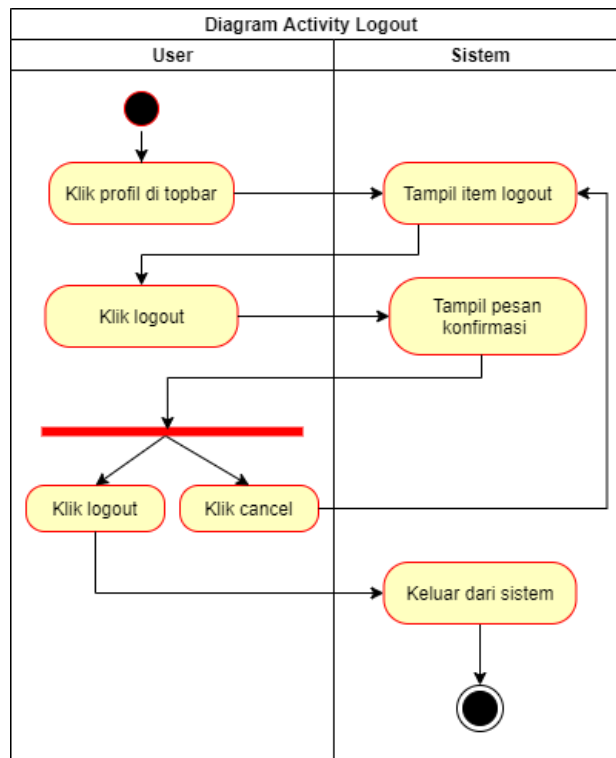 Diagram Activity Logout
User
Sistem
Klik profil di topbar
Tampil item logout
Klik logout
Tampil pesan
konfirmasi
Klik logout
Klik cancel
Keluar dari sistem